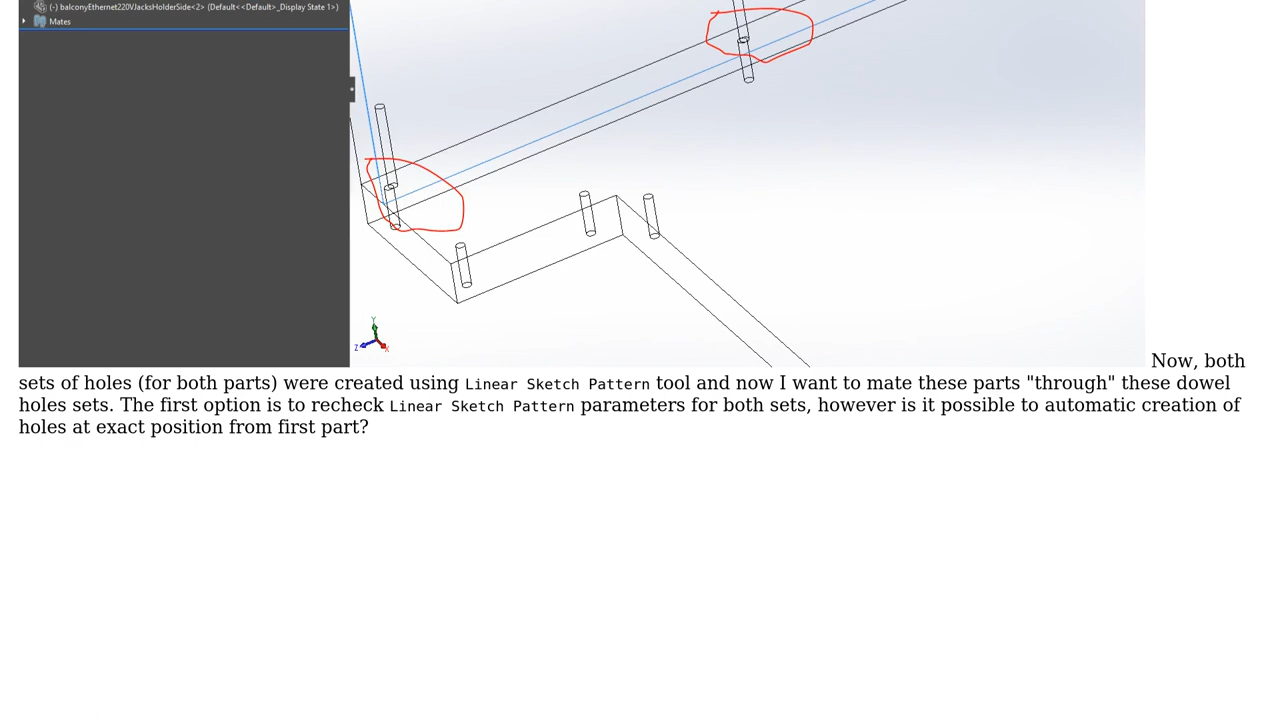 (-) balconyEthernet220VJacksHolderSide<2> (Default<<Default>_Display State 1>)
Mates
Y
Z
X
Now, both
sets of holes (for both parts) were created using Linear Sketch Pattern tool and now I want to mate these parts "through" these dowel
holes sets. The first option is to recheck Linear Sketch Pattern parameters for both sets, however is it possible to automatic creation of
holes at exact position from first part?